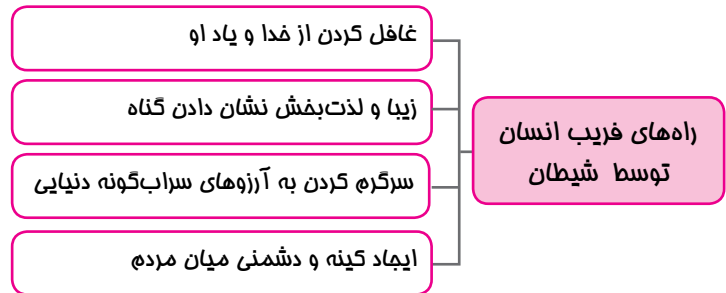 راه‌های فریب انسان
توسط شیطان
غافل کردن از خدا و یاد او
زیبا و لذت‌بخش نشان دادن گناه
سرگرم کردن به آرزوهای سراب‌گونه دنیایی
ایجاد کینه و دشمنی میان مردم